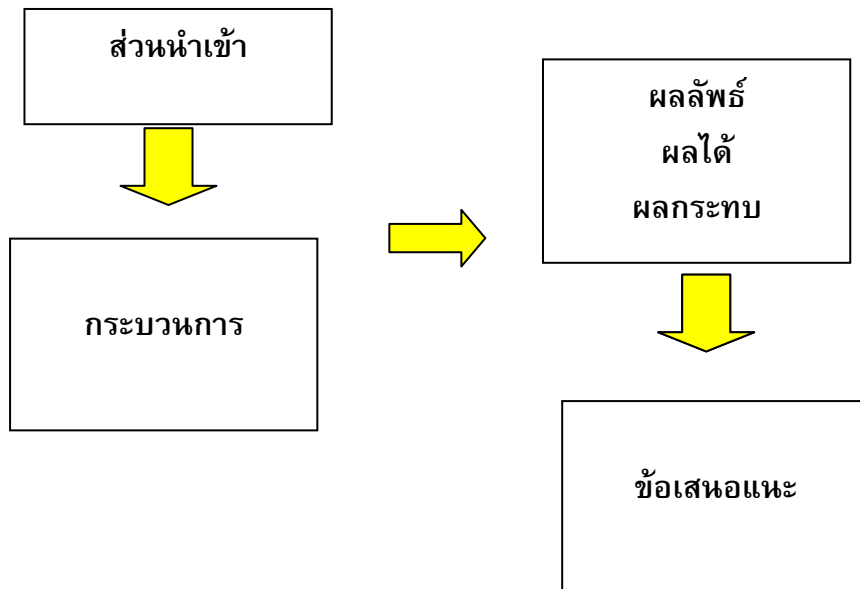 ส่วนนำเข้า
กระบวนการ
ผลลัพธ์
ผลได้
ผลกระทบ
ข้อเสนอแนะ